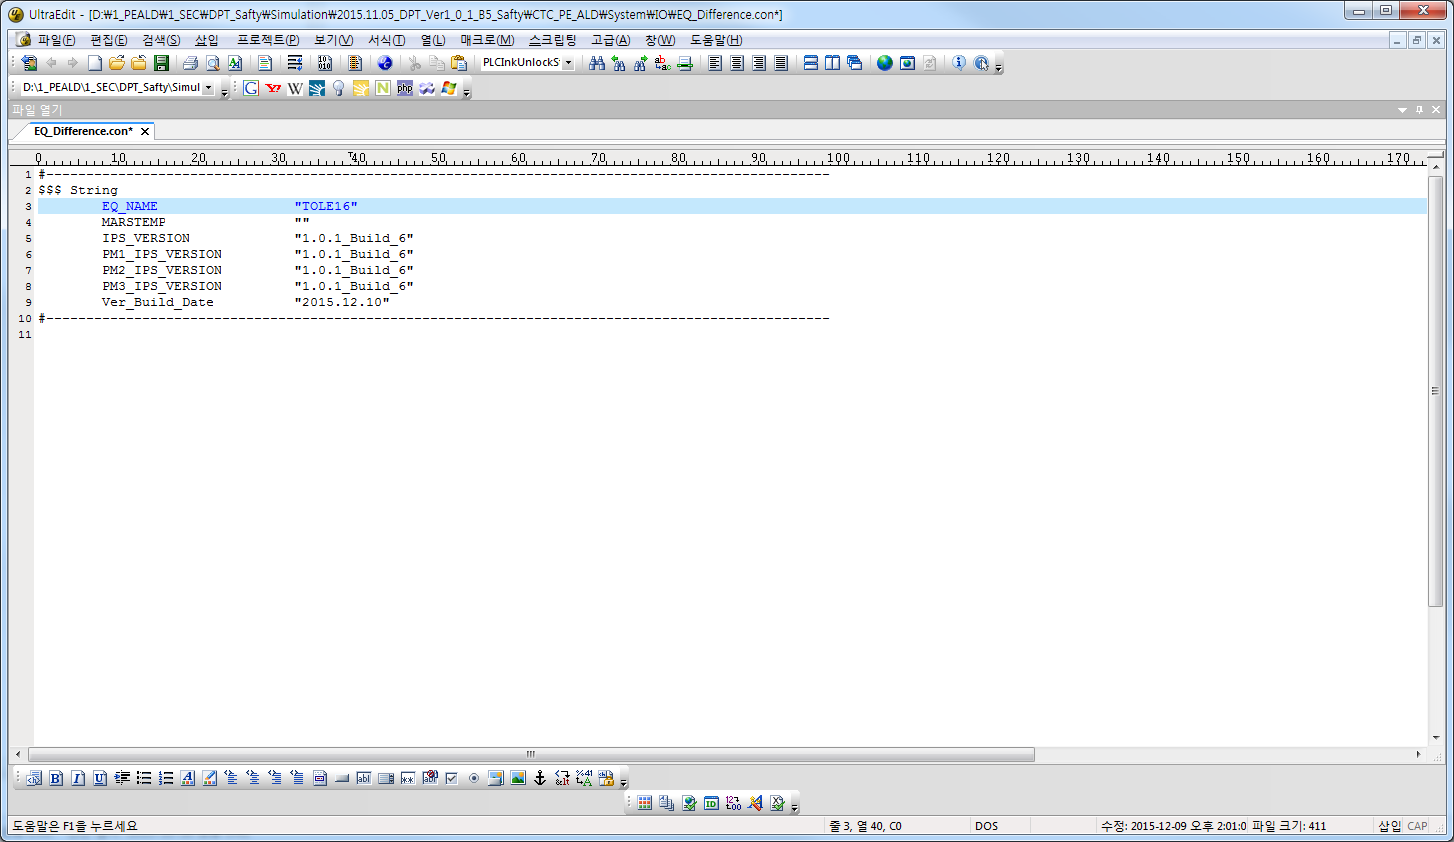 UltraEdit - [D:₩1_PEALD₩1_SEC₩DPT_Safty₩Simulation₩2015.11.05_DPT_Ver1_0_1_B5_Safty₩CTC_PE_ALD₩System₩IO₩EQ_Difference.con*]
파일(F) 편집(E) 검색(S) 삽입 프로젝트(P) 보기(V) 서식(T) 열(L) 매크로(M) 스크립팅 고급(A) 창(W) 도움말(H)
PLCInkUnlockS
D:\1_PEALD\1_SEC\DPT_Safty\Simul
파일 열기
EQ_Difference.con*
0 10 20 30 40 50 60 70 80 90 100 110 120 130 140 150 160 170
1 #--------------------------------------------------------------------------------------------------
2 $$$ String
3 EQ_NAME "TOLE16"
4 MARSTEMP ""
5 IPS_VERSION "1.0.1_Build_6"
6 PM1_IPS_VERSION "1.0.1_Build_6"
7 PM2_IPS_VERSION "1.0.1_Build_6"
8 PM3_IPS_VERSION "1.0.1_Build_6"
9 Ver_Build_Date "2015.12.10"
10 #--------------------------------------------------------------------------------------------------
11
도움말은 F1을 누르세요 줄 3, 열 40, C0 DOS 수정: 2015-12-09 오후 2:01:0 파일 크기: 411 삽입 CAP